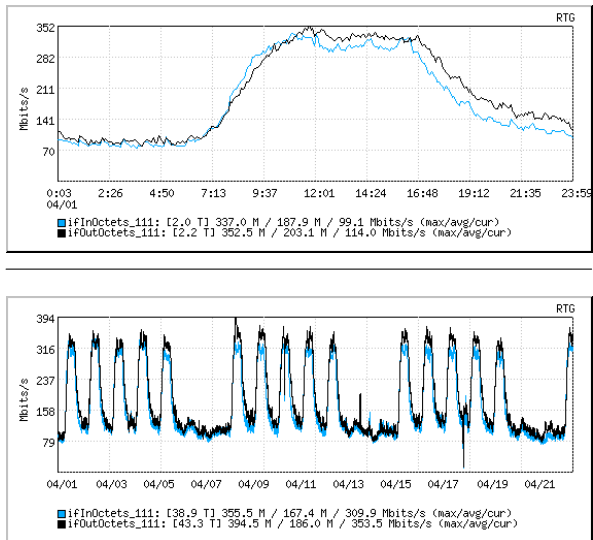 RTG
352
282
211
141
70
Mbits/s
0:03 2:26 4:50 7:13 9:37 12:01 14:24 16:48 19:12 21:35 23:59
04/01
ifInOctets_111: [2.0 T] 337.0 M / 187.9 M / 99.1 Mbits/s (max/avg/cur)
ifOutOctets_111: [2.2 T] 352.5 M / 203.1 M / 114.0 Mbits/s (max/avg/cur)
RTG
394
316
237
158
79
Mbits/s
04/01 04/03 04/05 04/07 04/09 04/11 04/13 04/15 04/17 04/19 04/21
ifInOctets_111: [38.9 T] 355.5 M / 167.4 M / 309.9 Mbits/s (max/avg/cur)
ifOutOctets_111: [43.3 T] 394.5 M / 186.0 M / 353.5 Mbits/s (max/avg/cur)